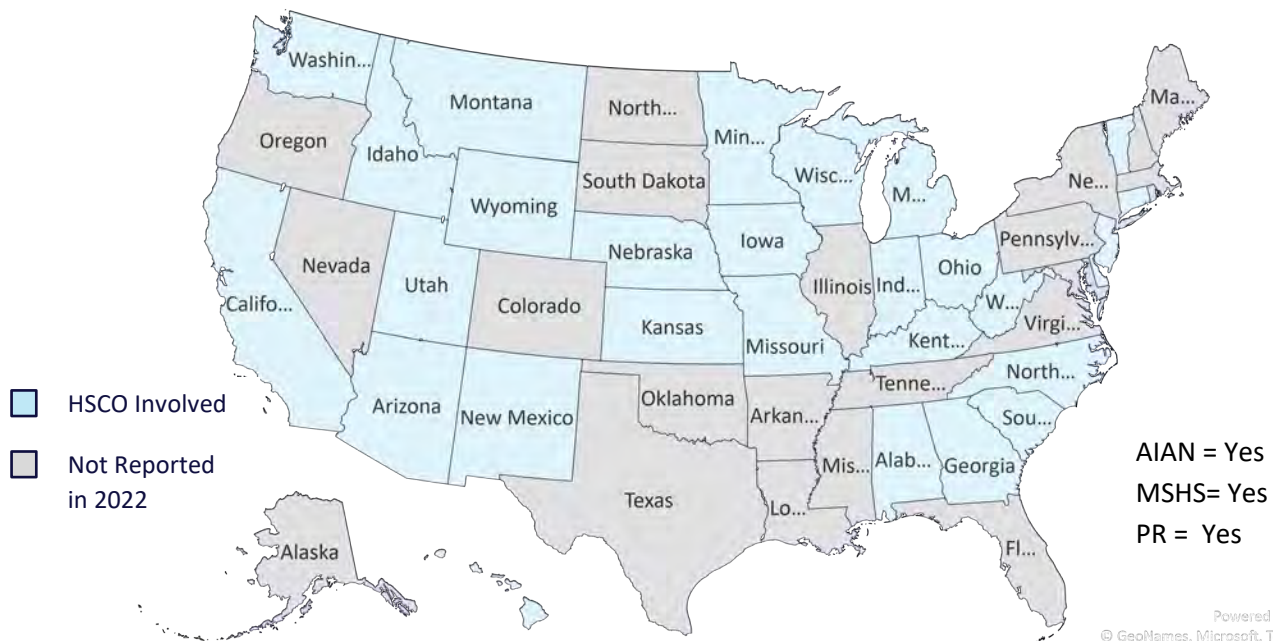 Washin...
Montana
North...
Min...
Ma...
Oregon
Idaho
South Dakota
Wisc...
M...
Ne...
Wyoming
Nebraska
Iowa
Pennsylv...
Nevada
Utah
Colorado
Illinois
Ind...
Ohio
W...
Virgi...
Califo...
Kansas
Missouri
Kent...
HSCO Involved
Arizona
New Mexico
Oklahoma
Arkan...
Tenne...
North...
Sou...
Not Reported
in 2022
Texas
Lo...
Mis...
Alab...
Georgia
AIAN = Yes
MSHS= Yes
PR = Yes
Alaska
Fl...
Powered
© GeoNames, Microsoft, T